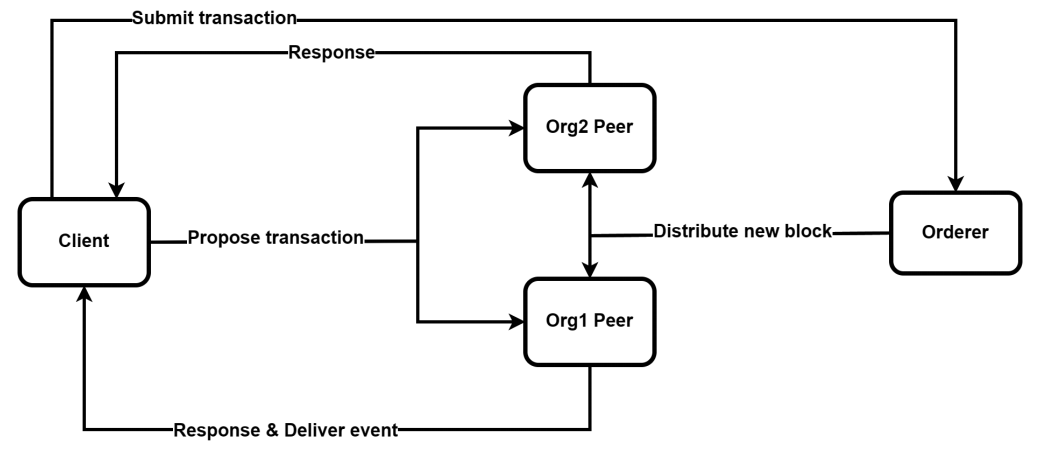 Submit transaction
Response
Org2 Peer
Client
Propose transaction
Distribute new block
Orderer
Org1 Peer
Response & Deliver event